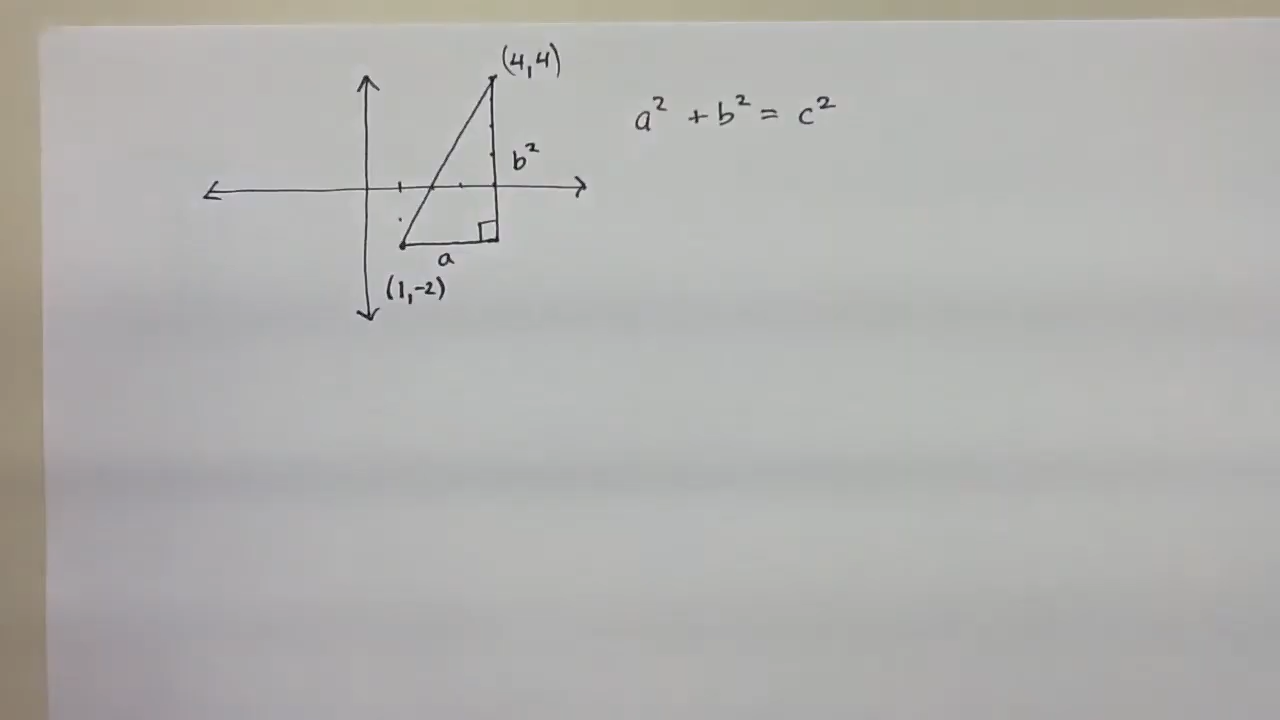 (4,4)
a² + b² = c²
b²
a
(1,-2)